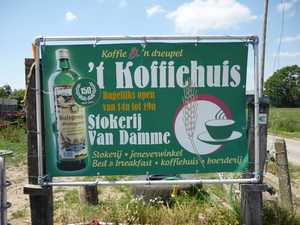 Koffie & 'n dreupel
't Koffiehuis
Dagelijks open
van 14u tot 19u
150
Stokerij
Van Damme
Balegemse
Stokerij • jeneverwinkel
Bed & breakfast • koffiehuis • boerderij